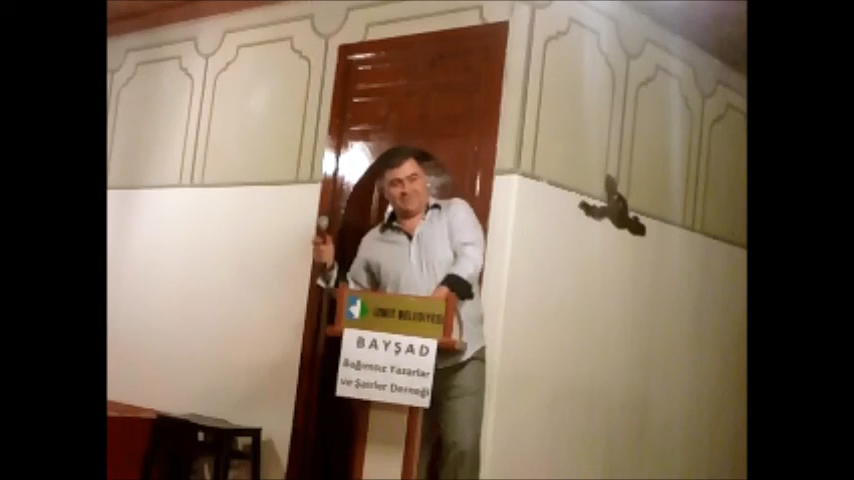 İZMİT BELEDİYESİ
BAYŞAD
Bağımsız Yazarlar
ve Şairler Derneği